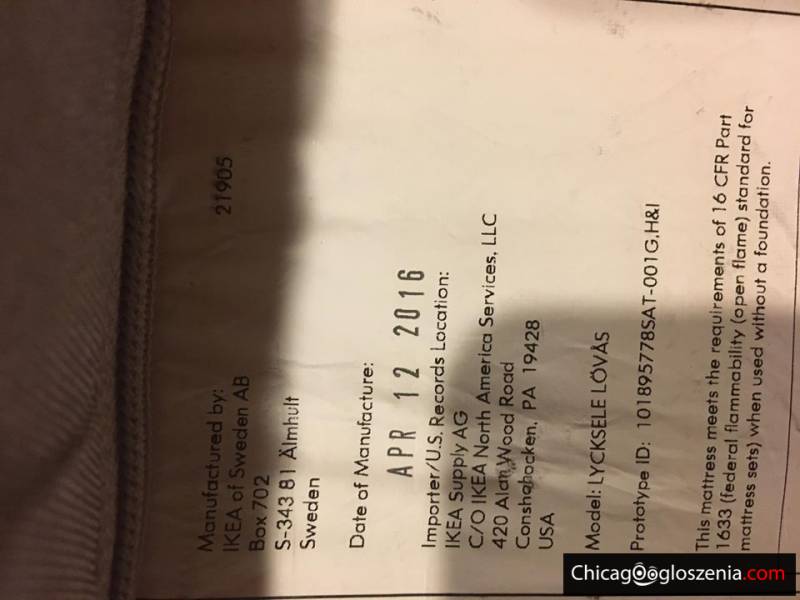 Manufactured by:
IKEA of Sweden AB 21905
Box 702
S-343 81 Älmhult
Sweden
Date of Manufacture:
APR 12 2016
Importer/U.S. Records Location:
IKEA Supply AG
C/O IKEA North America Services, LLC
420 Alan Wood Road
Conshohocken, PA 19428
USA
Model: LYCKSELE LÖVÅS
Prototype ID: 101895778SAT-001G,H&I
This mattress meets the requirements of 16 CFR Part
1633 (federal flammability (open flame) standard for
mattress sets) when used without a foundation.
ChicagOogloszenia.com